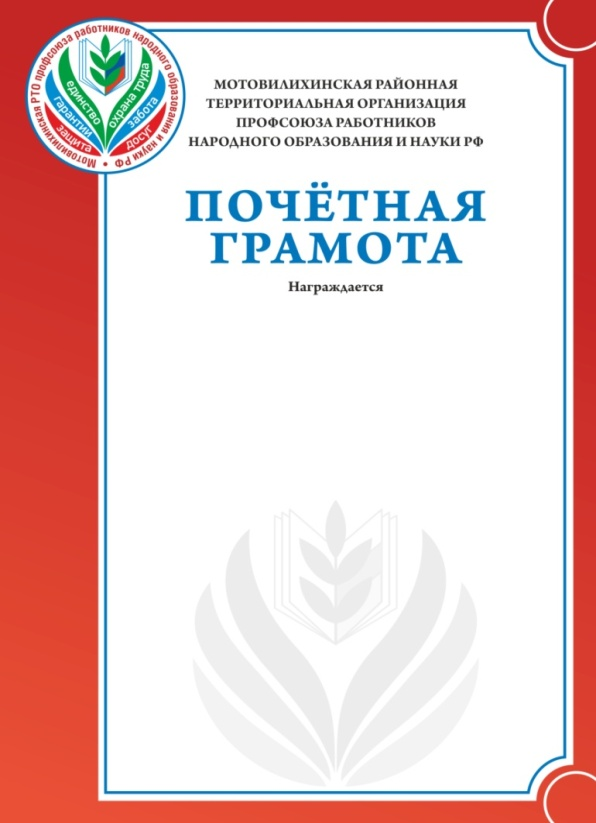 Мотовилихинская РТО профсоюза работников народного образования и науки РФ
единство
гарантии
защита
охрана труда
забота
досуг
МОТОВИЛИХИНСКАЯ РАЙОННАЯ
ТЕРРИТОРИАЛЬНАЯ ОРГАНИЗАЦИЯ
ПРОФСОЮЗА РАБОТНИКОВ
НАРОДНОГО ОБРАЗОВАНИЯ И НАУКИ РФ
ПОЧЁТНАЯ
ГРАМОТА
Награждается